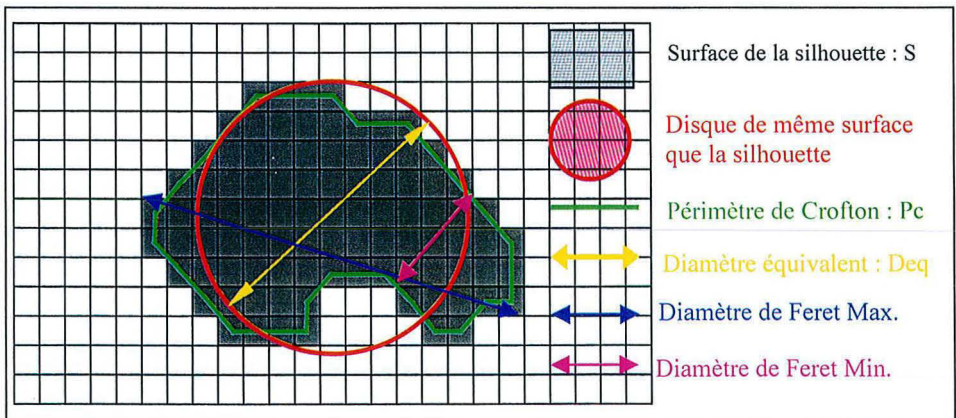 Surface de la silhouette : S
Disque de même surface
que la silhouette
Périmètre de Crofton : Pc
Diamètre équivalent : Deq
Diamètre de Feret Max.
Diamètre de Feret Min.